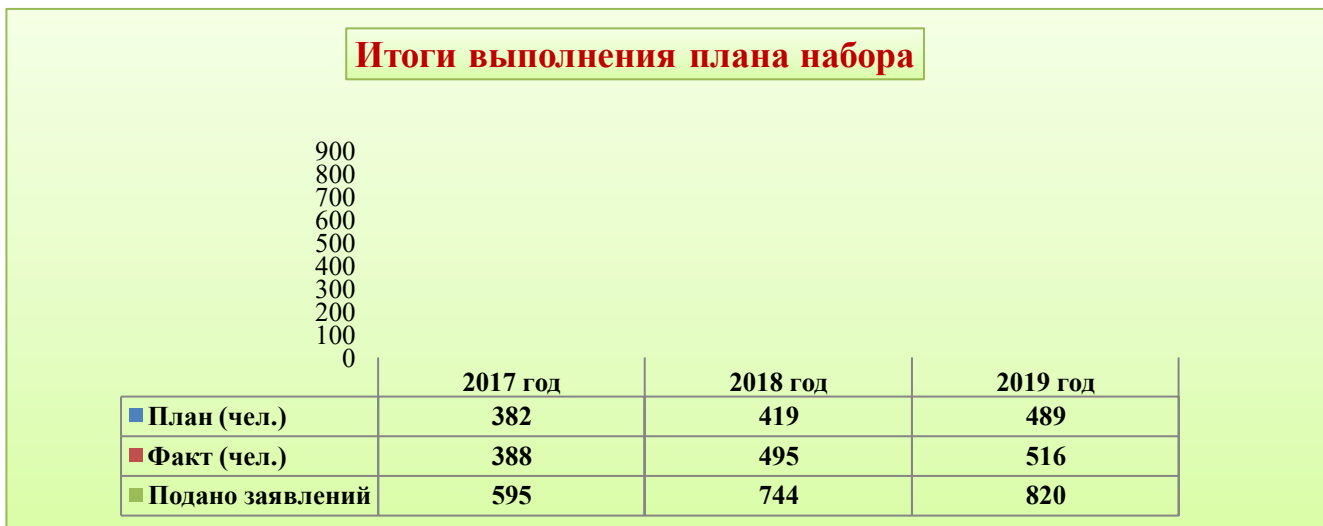 Итоги выполнения плана набора
900
800
700
600
500
400
300
200
100
0
2017 год 2018 год 2019 год
План (чел.) 382 419 489
Факт (чел.) 388 495 516
Подано заявлений 595 744 820